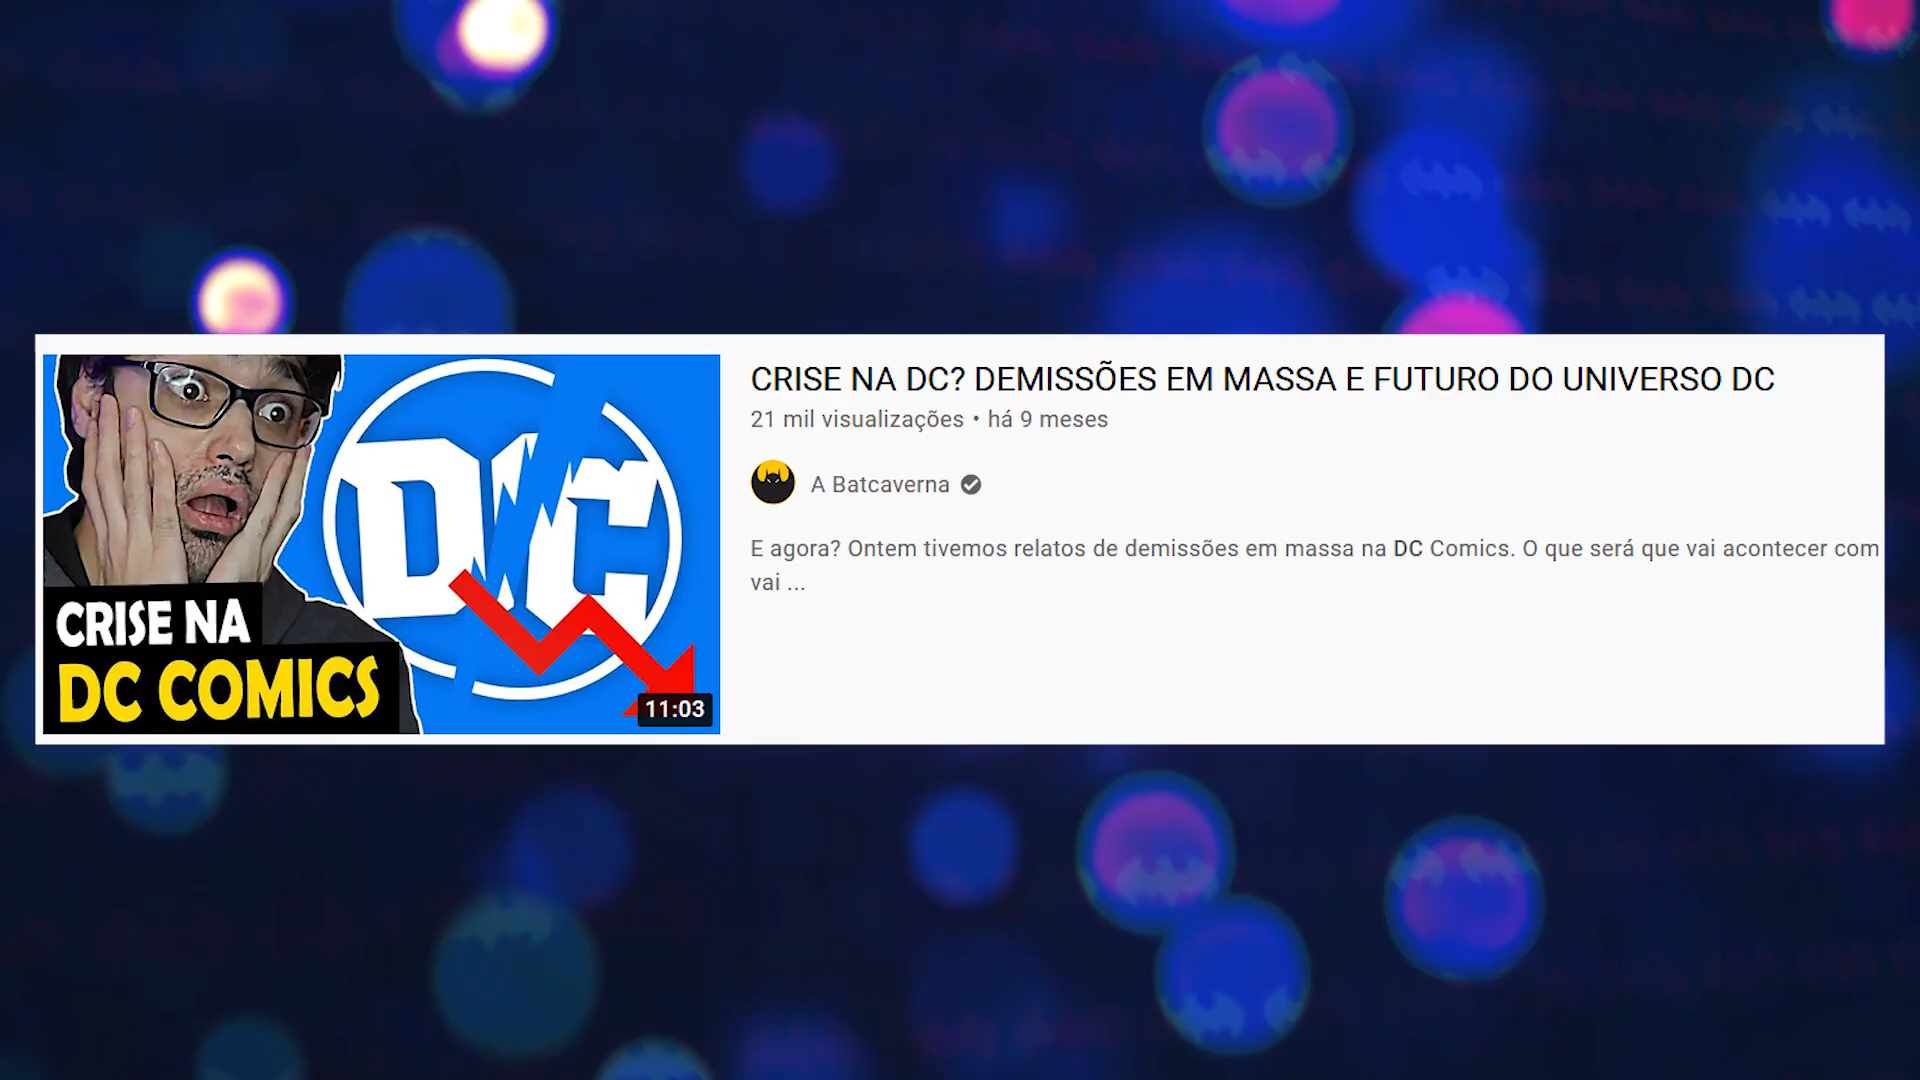 CRISE NA DC? DEMISSÕES EM MASSA E FUTURO DO UNIVERSO DC
21 mil visualizações • há 9 meses
A Batcaverna
E agora? Ontem tivemos relatos de demissões em massa na DC Comics. O que será que vai acontecer com
vai ...
DC
CRISE NA
DC COMICS
11:03